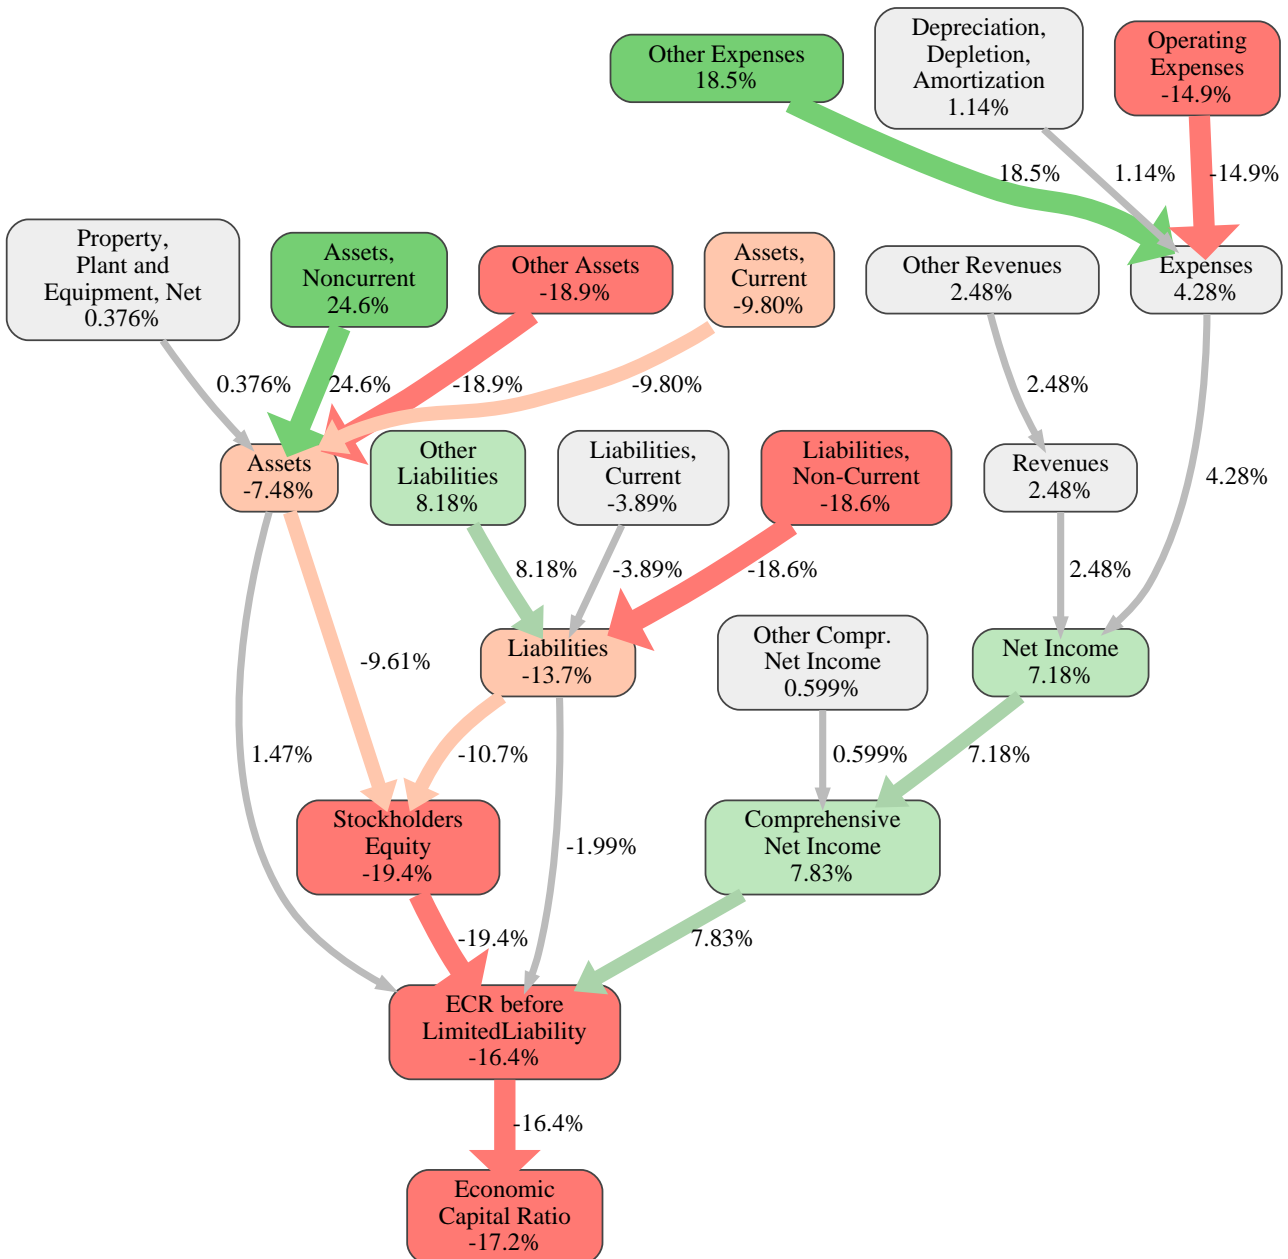 Other Expenses
18.5%
Depreciation,
Depletion,
Amortization
1.14%
Operating
Expenses
-14.9%
18.5%
1.14%
-14.9%
Property,
Plant and
Equipment, Net
0.376%
Assets,
Noncurrent
24.6%
Other Assets
-18.9%
Assets,
Current
-9.80%
Other Revenues
2.48%
Expenses
4.28%
0.376%
24.6%
-18.9%
-9.80%
2.48%
4.28%
Assets
-7.48%
Other
Liabilities
8.18%
Liabilities,
Current
-3.89%
Liabilities,
Non-Current
-18.6%
Revenues
2.48%
8.18%
-3.89%
-18.6%
2.48%
-9.61%
Liabilities
-13.7%
Other Compr.
Net Income
0.599%
Net Income
7.18%
1.47%
-10.7%
0.599%
7.18%
Stockholders
Equity
-19.4%
-1.99%
Comprehensive
Net Income
7.83%
-19.4%
7.83%
ECR before
LimitedLiability
-16.4%
-16.4%
Economic
Capital Ratio
-17.2%